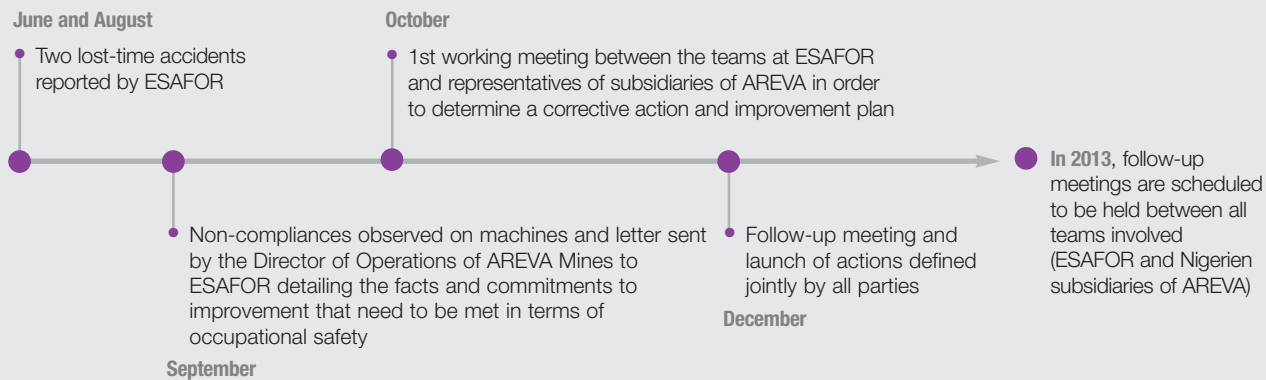 June and August
Two lost-time accidents
reported by ESAFOR
Non-compliances observed on machines and letter sent
by the Director of Operations of AREVA Mines to
ESAFOR detailing the facts and commitments to
improvement that need to be met in terms of
occupational safety
September
October
1st working meeting between the teams at ESAFOR
and representatives of subsidiaries of AREVA in order
to determine a corrective action and improvement plan
Follow-up meeting and
launch of actions defined
jointly by all parties
December
In 2013, follow-up
meetings are scheduled
to be held between all
teams involved
(ESAFOR and Nigerien
subsidiaries of AREVA)